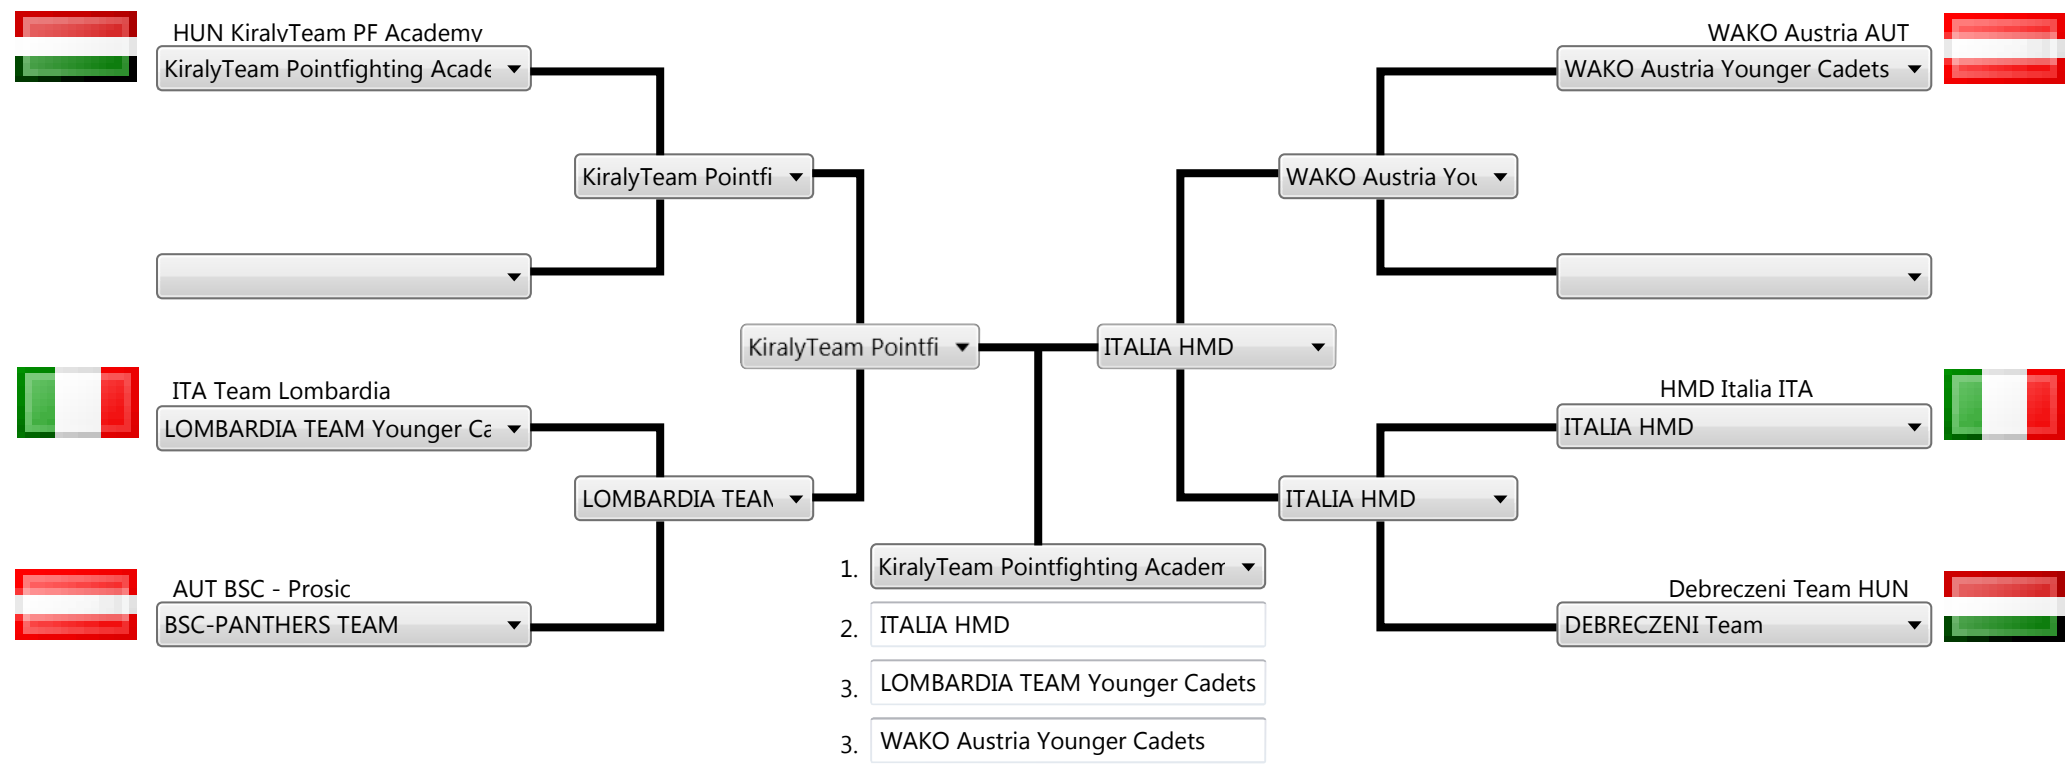 HUN KiralyTeam PF Academy
KiralyTeam Pointfighting Acade
WAKO Austria AUT
WAKO Austria Younger Cadets
KiralyTeam Pointfi
WAKO Austria You
KiralyTeam Pointfi
ITALIA HMD
ITA Team Lombardia
LOMBARDIA TEAM Younger Ca
HMD Italia ITA
ITALIA HMD
LOMBARDIA TEAM
ITALIA HMD
AUT BSC - Prosic
BSC-PANTHERS TEAM
Debreczeni Team HUN
DEBRECZENI Team
1. KiralyTeam Pointfighting Academ
2. ITALIA HMD
3. LOMBARDIA TEAM Younger Cadets
3. WAKO Austria Younger Cadets